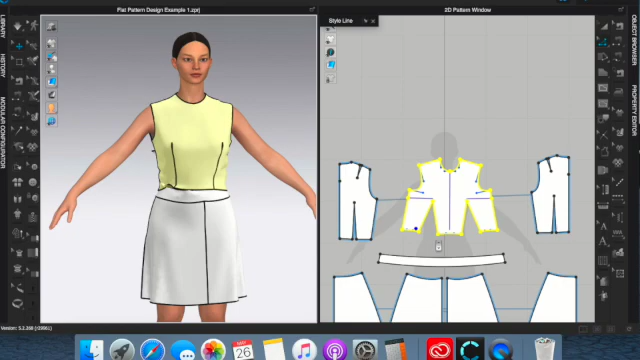 Flat Pattern Design Example 1.zprj
2D Pattern Window
Style Line
LIBRARY
HISTORY
MODULAR CONFIGURATOR
OBJECT BROWSER
PROPERTY EDITOR
MAY
26